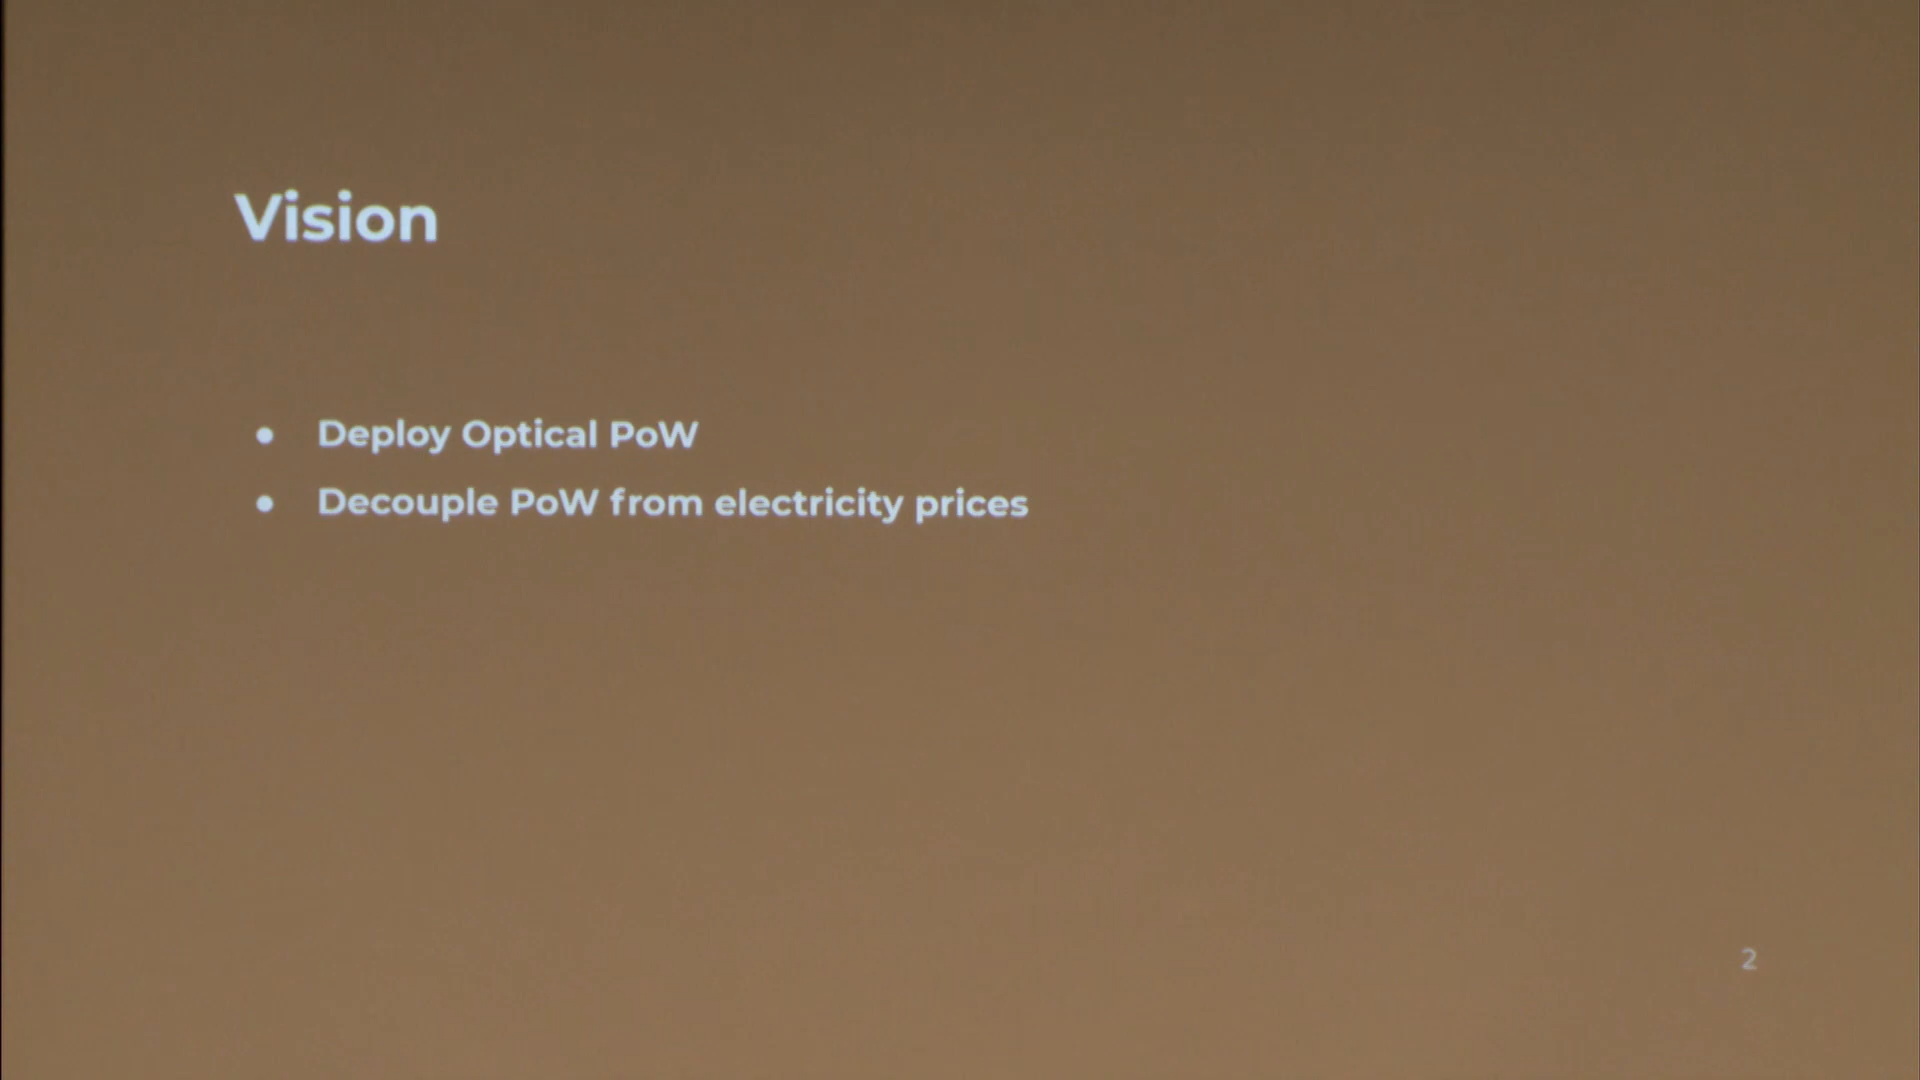 Vision
● Deploy Optical PoW
● Decouple PoW from electricity prices
2